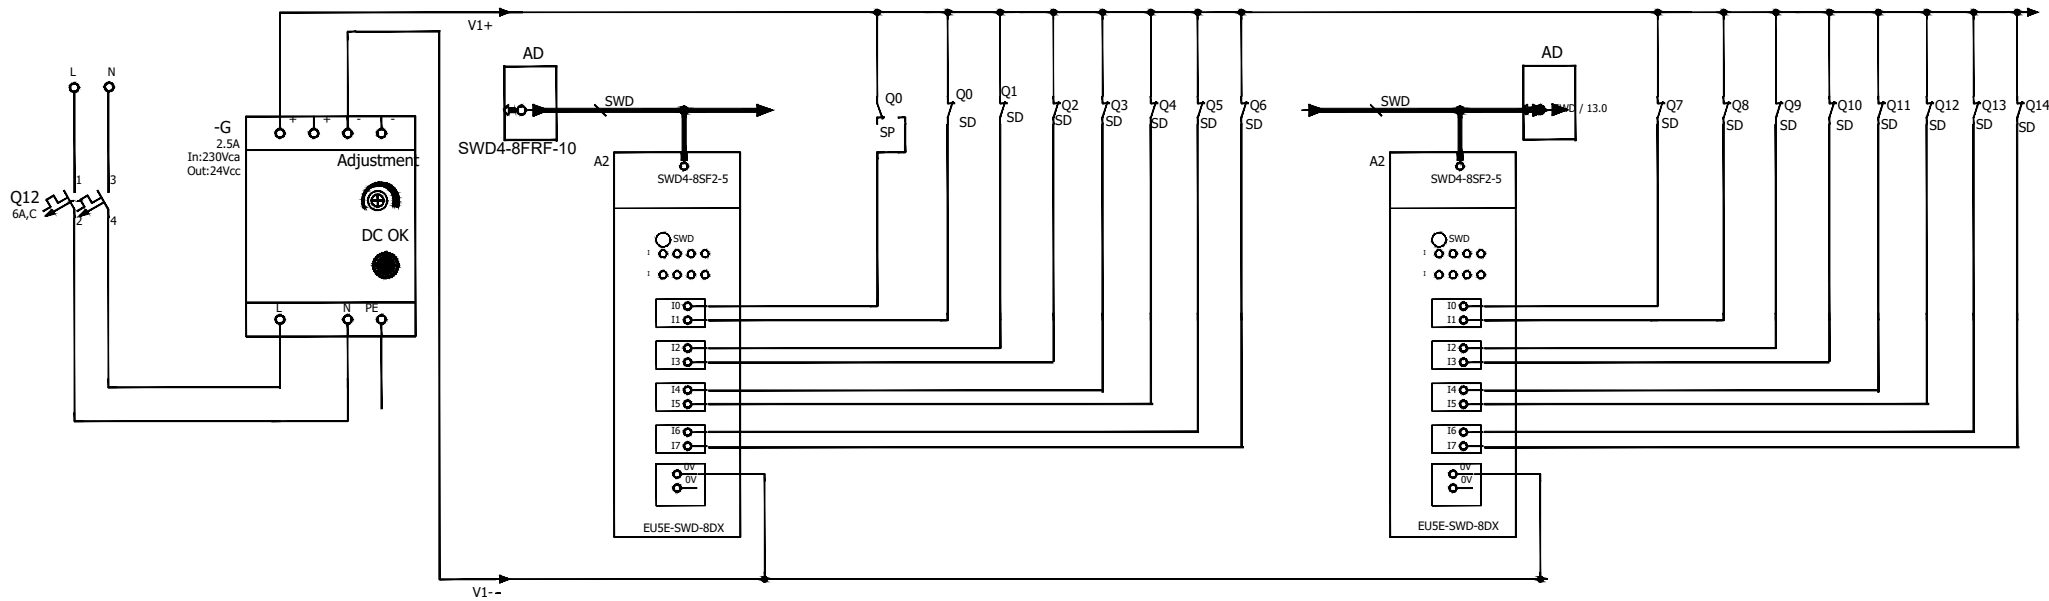 V1+
L
N
-G
2.5A
In:230Vca
Out:24Vcc
+
+
-
-
Adjustment
DC OK
L
N
PE
Q12
6A,C
1
3
2
4
AD
SWD
SWD4-8FRF-10
A2
SWD4-8SF2-5
SWD
I
I
I0
I1
I2
I3
I4
I5
I6
I7
0V
0V
EU5E-SWD-8DX
Q0
SP
Q0
SD
Q1
SD
Q2
SD
Q3
SD
Q4
SD
Q5
SD
Q6
SD
SWD
AD
/ 13.0
A2
SWD4-8SF2-5
SWD
I
I
I0
I1
I2
I3
I4
I5
I6
I7
0V
0V
EU5E-SWD-8DX
Q7
SD
Q8
SD
Q9
SD
Q10
SD
Q11
SD
Q12
SD
Q13
SD
Q14
SD
V1--